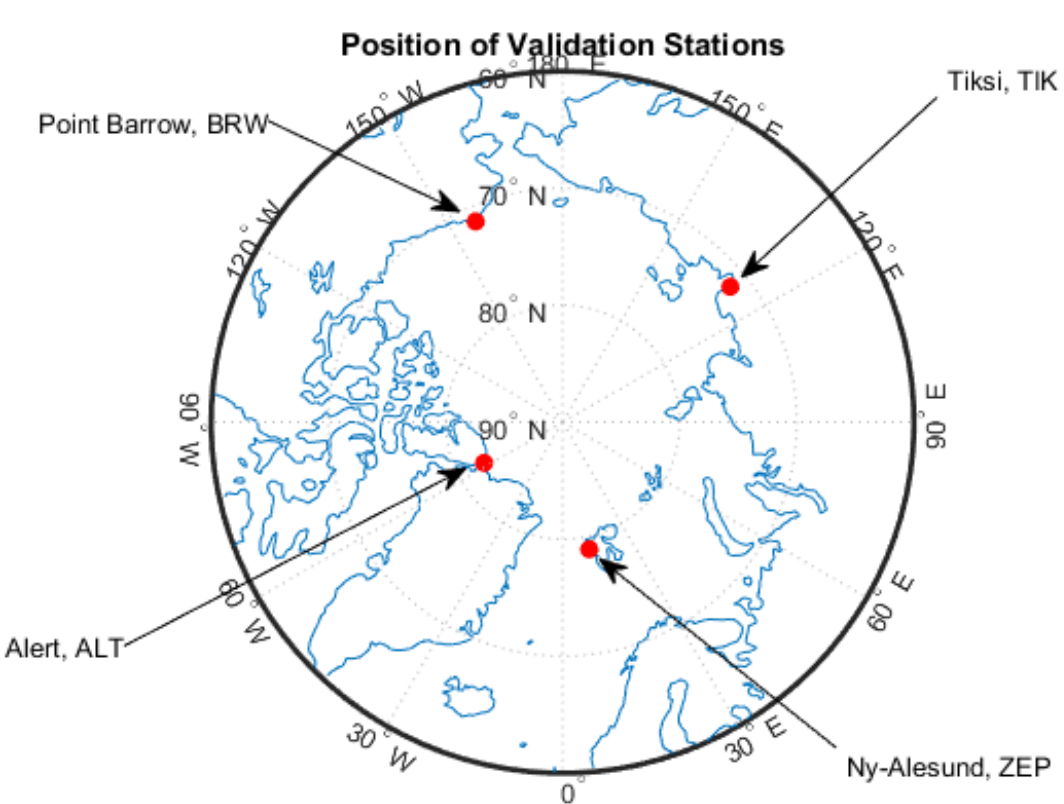 Position of Validation Stations
180° E
60° N
Tiksi, TIK
150° W
150° E
Point Barrow, BRW
70° N
120° W
120° E
80° N
90° W
90° N
90° E
60° W
60° E
Alert, ALT
30° W
30° E
Ny-Alesund, ZEP
0°